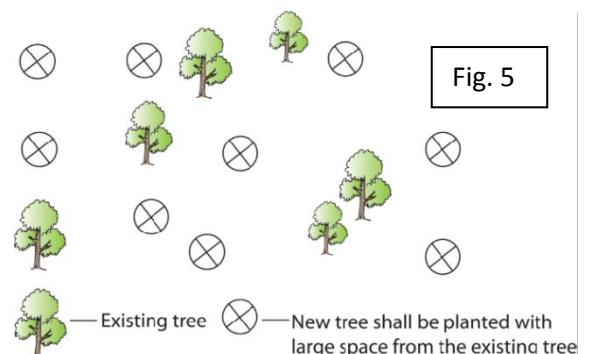 Fig. 5
Existing tree
New tree shall be planted with
large space from the existing tree